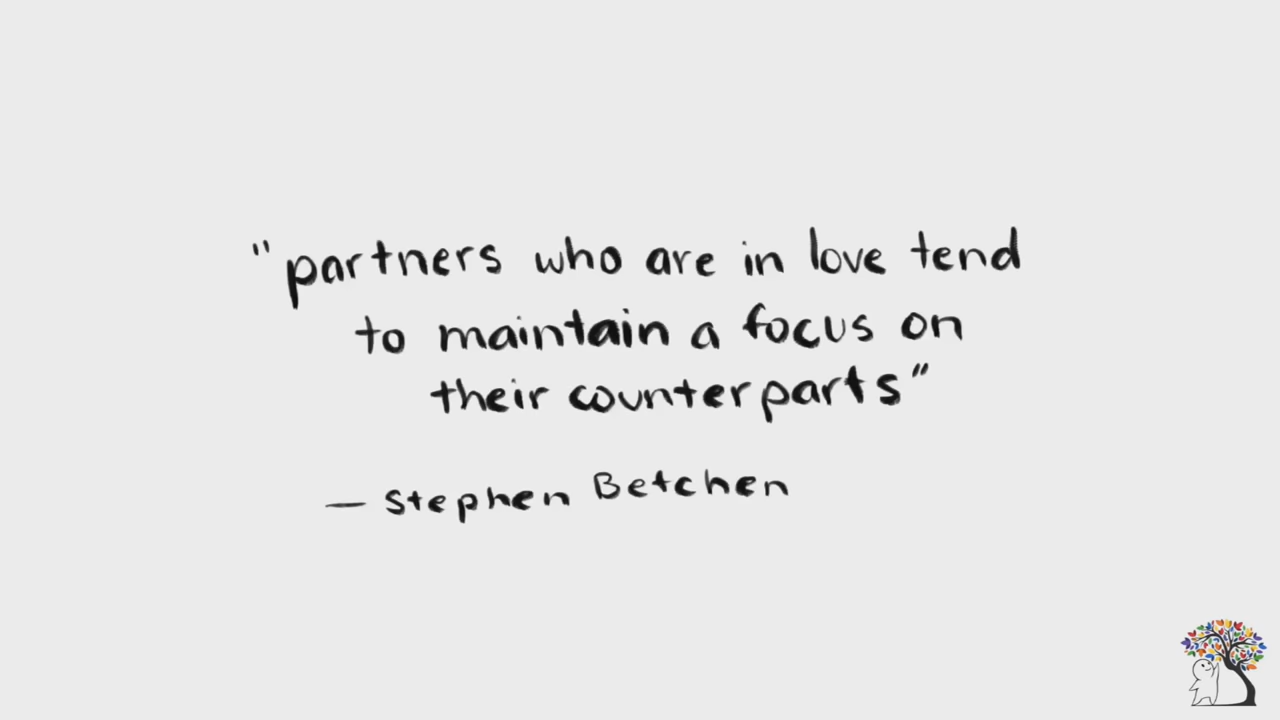 "partners who are in love tend
to maintain a focus on
their counterparts"
— Stephen Betchen